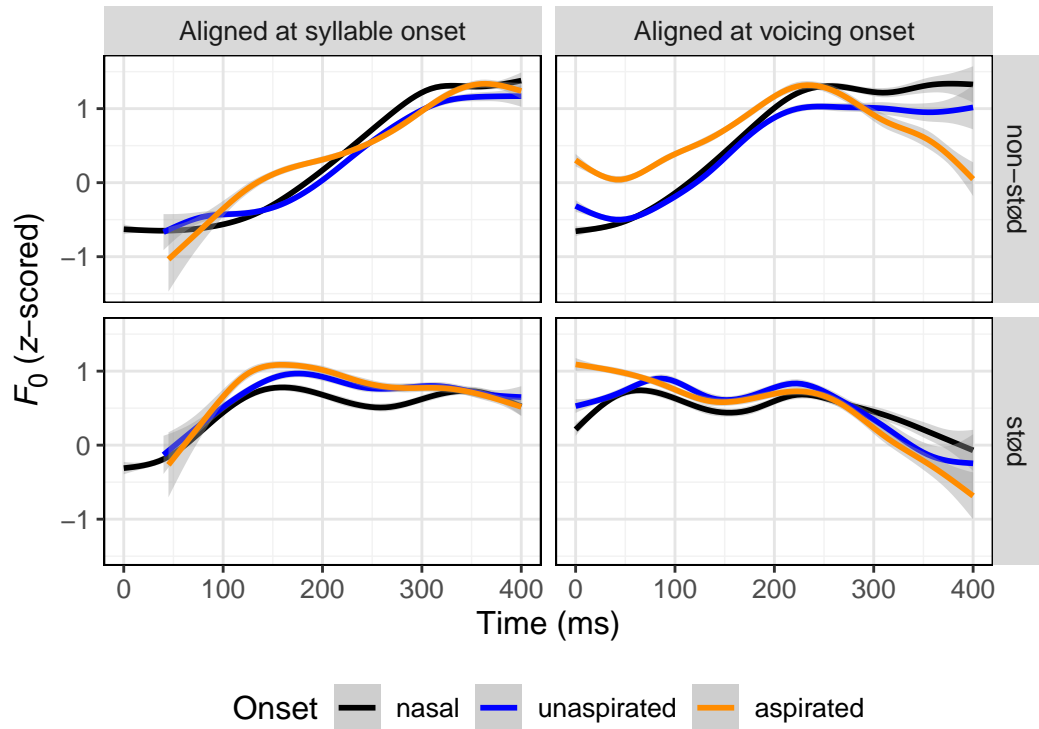 Aligned at syllable onset
Aligned at voicing onset
F0 (z−scored)
1
0
−1
non−stød
1
0
−1
stød
0 100 200 300 400
0 100 200 300 400
Time (ms)
Onset nasal unaspirated aspirated